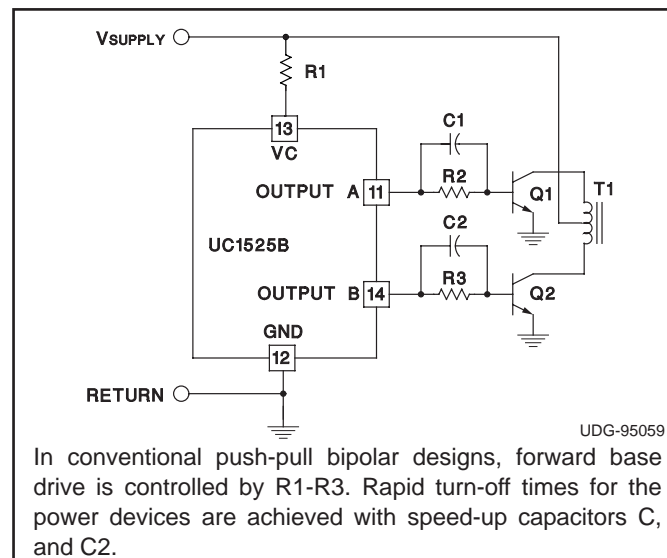 VSUPPLY
R1
13
VC
C1
OUTPUT A 11
R2
Q1
T1
UC1525B
C2
OUTPUT B 14
R3
Q2
GND
12
RETURN
UDG-95059
In conventional push-pull bipolar designs, forward base
drive is controlled by R1-R3. Rapid turn-off times for the
power devices are achieved with speed-up capacitors C,
and C2.